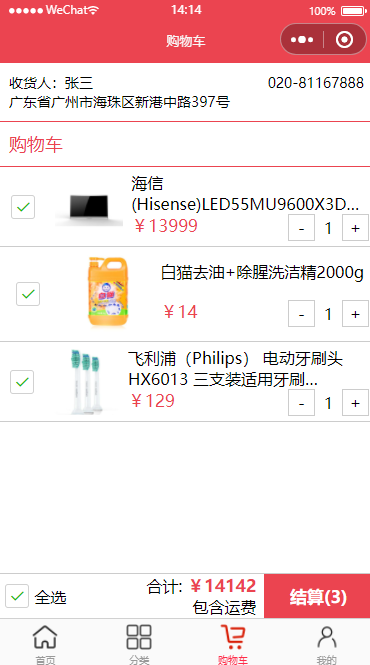 WeChat 14:14 100%
购物车
收货人：张三 020-81167888
广东省广州市海珠区新港中路397号
购物车
海信
(Hisense)LED55MU9600X3D...
￥13999 - 1 +
白猫去油+除腥洗洁精2000g
￥14 - 1 +
飞利浦（Philips） 电动牙刷头
HX6013 三支装适用牙刷...
￥129 - 1 +
全选 合计: ￥14142 结算(3)
包含运费
首页 分类 购物车 我的